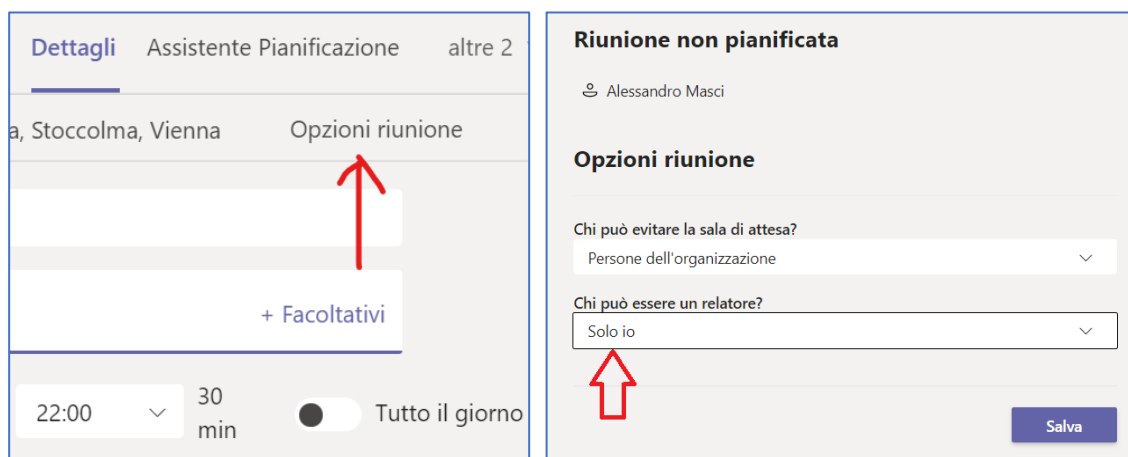 Dettagli Assistente Pianificazione altre 2
a, Stoccolma, Vienna Opzioni riunione
+ Facoltativi
22:00 30 min Tutto il giorno
Riunione non pianificata
Alessandro Masci
Opzioni riunione
Chi può evitare la sala di attesa?
Persone dell'organizzazione
Chi può essere un relatore?
Solo io
Salva